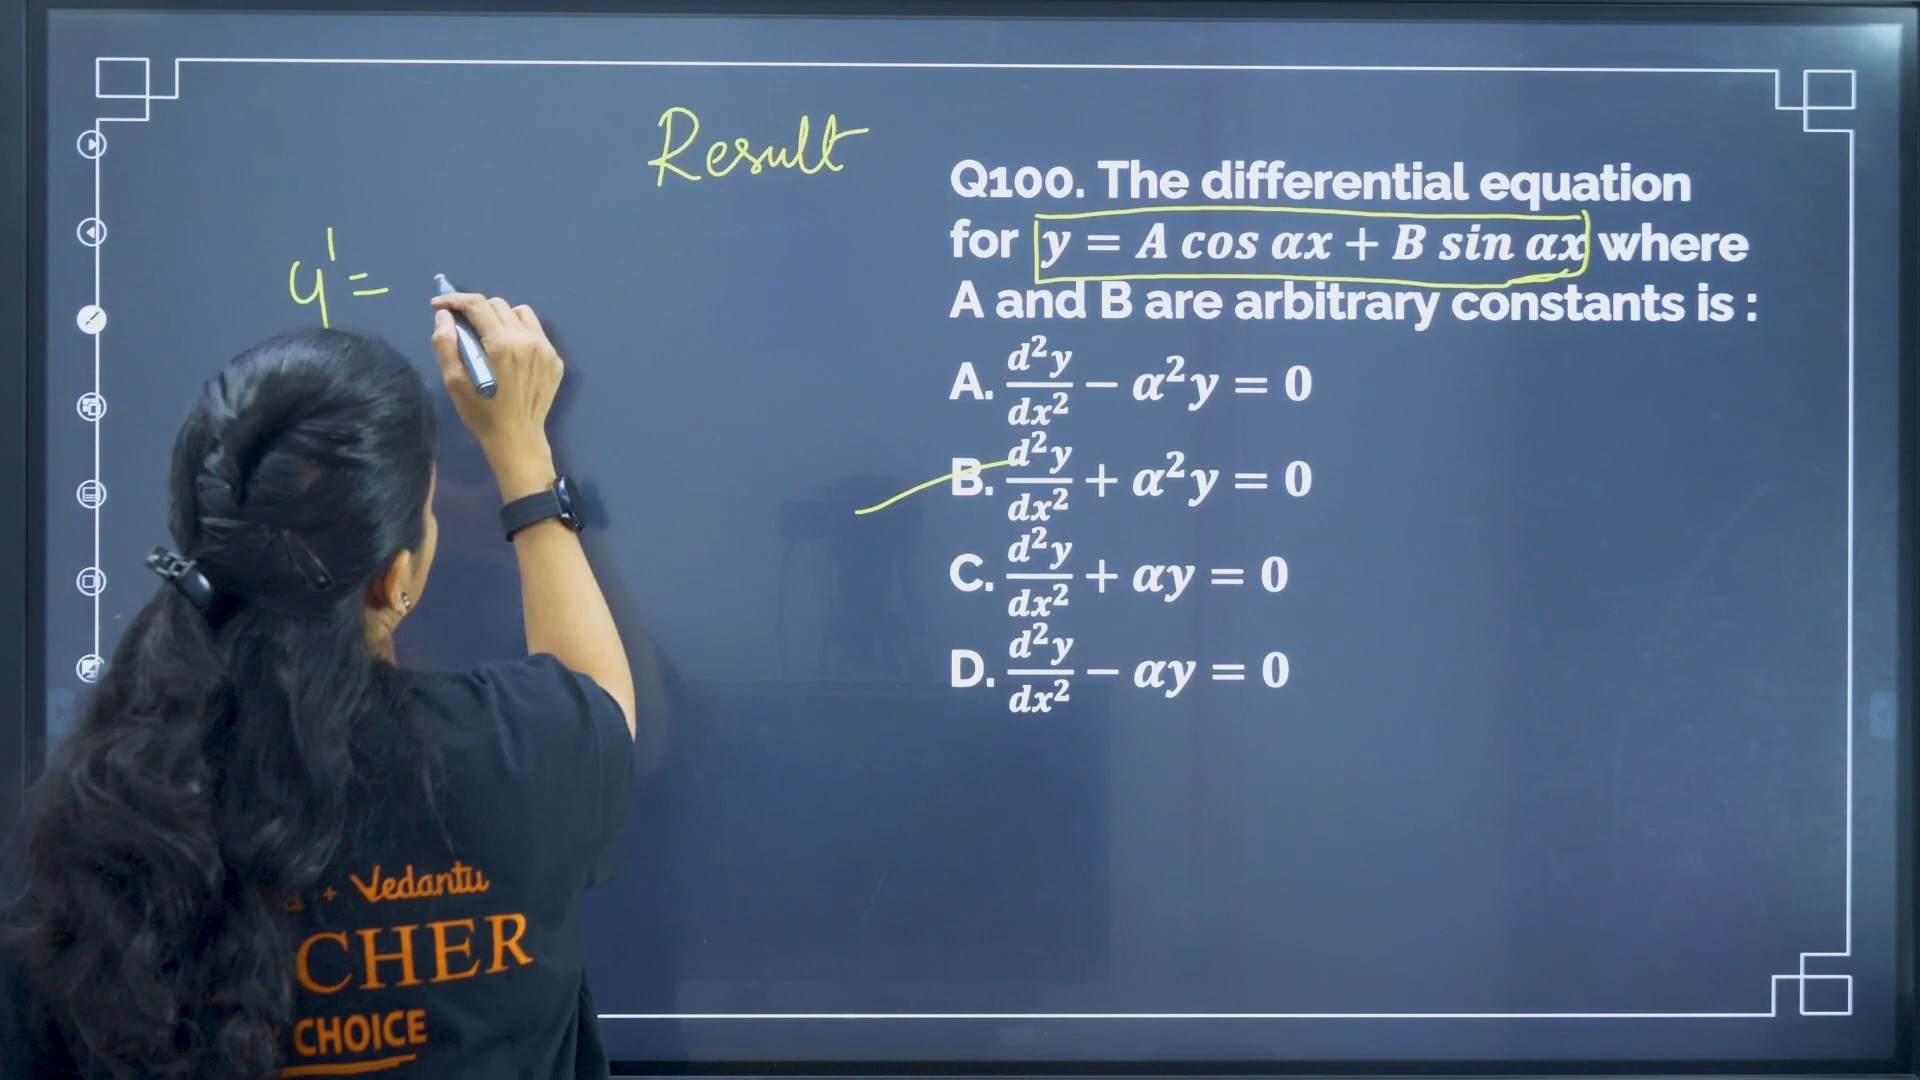 Result
Q100. The differential equation
for y = A cos αx + B sin αx where
A and B are arbitrary constants is :
A. d²y/dx² − α²y = 0
B. d²y/dx² + α²y = 0
C. d²y/dx² + αy = 0
D. d²y/dx² − αy = 0
y' =
+ Vedantu
CHER
CHOICE